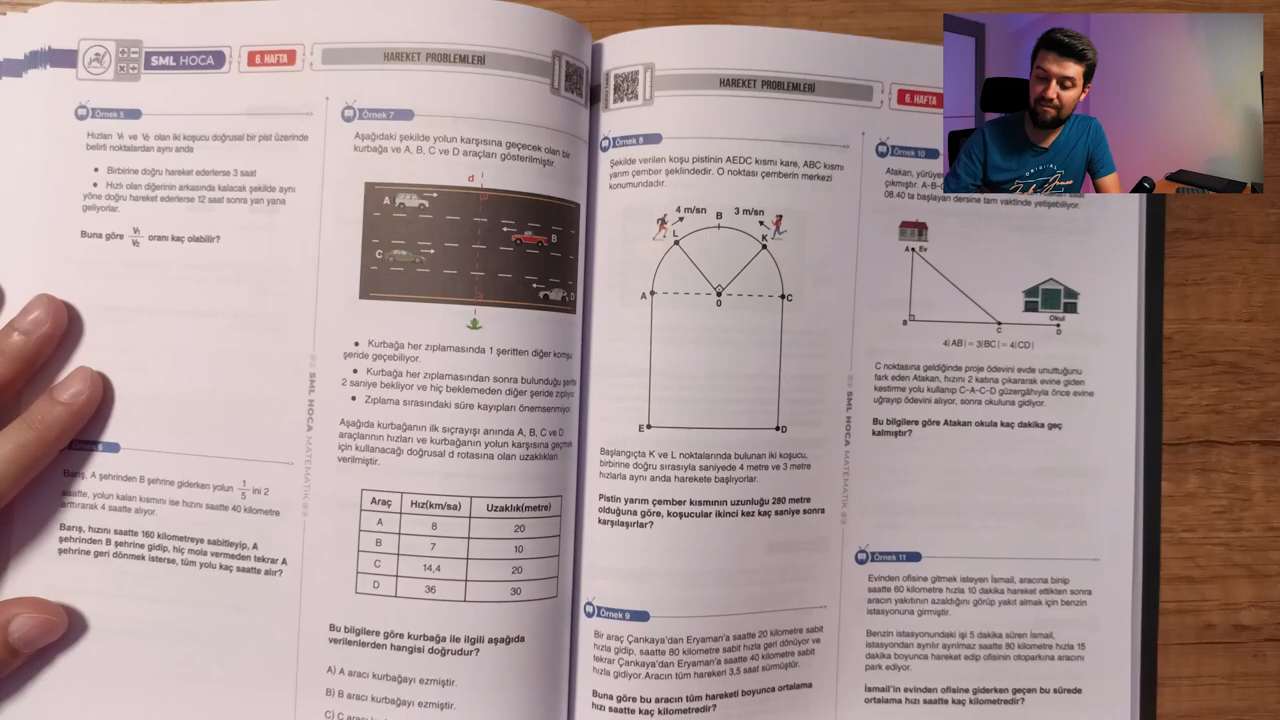 SML HOCA
6. HAFTA
HAREKET PROBLEMLERİ
Örnek 5
Hızları V₁ ve V₂ olan iki koşucu doğrusal bir pist üzerinde
belirli noktalardan aynı anda
• Birbirine doğru hareket ederlerse 3 saat
• Hızlı olan diğerinin arkasında kalacak şekilde aynı
yöne doğru hareket ederlerse 12 saat sonra yan yana
geliyorlar.
Buna göre V₁/V₂ oranı kaç olabilir?
Barış, A şehrinden B şehrine giderken yolun 1/5 ini 2
saatte, yolun kalan kısmını ise hızını saatte 40 kilometre
arttırarak 4 saatte alıyor.
Barış, hızını saatte 160 kilometreye sabitleyip, A
şehrinden B şehrine gidip, hiç mola vermeden tekrar A
şehrine geri dönmek isterse, tüm yolu kaç saatte alır?
SML HOCA MATEMATİK
Örnek 7
Aşağıdaki şekilde yolun karşısına geçecek olan bir
kurbağa ve A, B, C ve D araçları gösterilmiştir.
d
A
B
C
D
• Kurbağa her zıplamasında 1 şeritten diğer komşu
şeride geçebiliyor.
• Kurbağa her zıplamasından sonra bulunduğu
2 saniye bekliyor ve hiç beklemeden diğer şeride zıplıyor.
• Zıplama sırasındaki süre kayıpları önemsenmiyor.
Aşağıda kurbağanın ilk sıçrayışı anında A, B, C ve D
araçlarının hızları ve kurbağanın yolun karşısına geçmek
için kullanacağı doğrusal d rotasına olan uzaklıkları
verilmiştir.
Araç Hız(km/sa) Uzaklık(metre)
A 8 20
B 7 10
C 14,4 20
D 36 30
Bu bilgilere göre kurbağa ile ilgili aşağıda
verilenlerden hangisi doğrudur?
A) A aracı kurbağayı ezmiştir.
B) B aracı kurbağayı ezmiştir.
C) C aracı
HAREKET PROBLEMLERİ
6. HAFTA
Örnek 8
Şekilde verilen koşu pistinin AEDC kısmı kare, ABC kısmı
yarım çember şeklindedir. O noktası çemberin merkezi
konumundadır.
4 m/sn B 3 m/sn
L K
A O C
E D
Başlangıçta K ve L noktalarında bulunan iki koşucu,
birbirine doğru sırasıyla saniyede 4 metre ve 3 metre
hızlarla aynı anda harekete başlıyorlar.
Pistin yarım çember kısmının uzunluğu 280 metre
olduğuna göre, koşucular ikinci kez kaç saniye sonra
karşılaşırlar?
Örnek 9
Bir araç Çankaya'dan Eryaman'a saatte 20 kilometre sabit
hızla gidip, saatte 80 kilometre sabit hızla geri dönüyor ve
tekrar Çankaya'dan Eryaman'a saatte 40 kilometre sabit
hızla gidiyor. Aracın tüm hareketi 3,5 saat sürmüştür.
Buna göre bu aracın tüm hareketi boyunca ortalama
hızı saatte kaç kilometredir?
SML HOCA MATEMATİK
Örnek 10
Atakan,
çıkmıştır.
08.40 ta başlayan dersine tam vaktinde yetişebiliyor.
A Ev
Okul
B C D
4|AB| = 3|BC| = 4|CD|
C noktasına geldiğinde proje ödevini evde unuttuğunu
fark eden Atakan, hızını 2 katına çıkararak evine giden
kestirme yolu kullanıp C-A-C-D güzergâhıyla önce evine
uğrayıp ödevini alıyor, sonra okuluna gidiyor.
Bu bilgilere göre Atakan okula kaç dakika geç
kalmıştır?
Örnek 11
Evinden ofisine gitmek isteyen İsmail, aracına binip
saatte 60 kilometre hızla 10 dakika hareket ettikten sonra
aracın yakıtının azaldığını görüp yakıt almak için benzin
istasyonuna girmiştir.
Benzin istasyonundaki işi 5 dakika süren İsmail,
istasyondan ayrılır ayrılmaz saatte 80 kilometre hızla 15
dakika boyunca hareket edip ofisinin otoparkına aracını
park ediyor.
İsmail'in evinden ofisine giderken geçen bu sürede
ortalama hızı saatte kaç kilometredir?
ORIGINAL